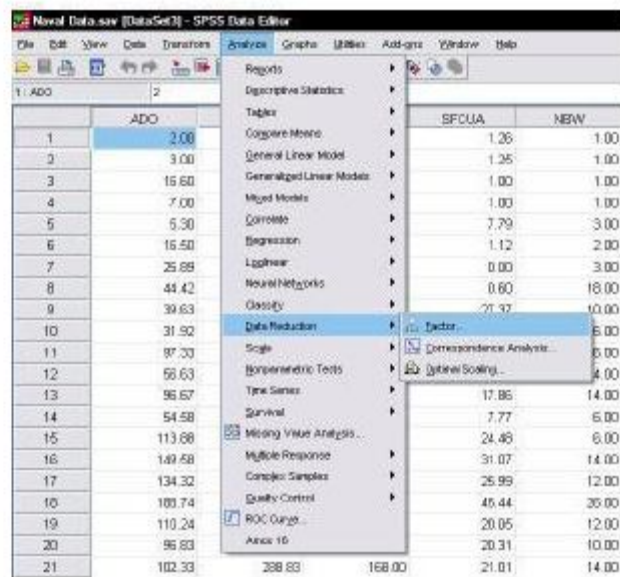 Naval Data.sav [DataSet3] - SPSS Data Editor
File Edit View Data Transform Analyze Graphs Utilities Add-ons Window Help
1 : ADO 2
ADO SFCUA NBW
1 2.00 1.26 1.00
2 3.00 1.25 1.00
3 16.60 1.00 1.00
4 7.00 1.00 1.00
5 5.30 7.79 3.00
6 16.50 1.12 2.00
7 25.89 0.00 3.00
8 44.42 0.60 18.00
9 39.63 27.37 10.00
10 31.92 6.00
11 97.33 6.00
12 56.63 4.00
13 96.67 17.86 14.00
14 54.58 7.77 6.00
15 113.88 24.48 6.00
16 149.58 31.07 14.00
17 134.32 25.99 12.00
18 188.74 45.44 26.00
19 110.24 20.05 12.00
20 96.83 20.31 10.00
21 102.33 288.83 168.00 21.01 14.00
Reports
Descriptive Statistics
Tables
Compare Means
General Linear Model
Generalized Linear Models
Mixed Models
Correlate
Regression
Loglinear
Neural Networks
Classify
Data Reduction
Scale
Nonparametric Tests
Time Series
Survival
Missing Value Analysis...
Multiple Response
Complex Samples
Quality Control
ROC Curve...
Amos 16
Factor...
Correspondence Analysis...
Optimal Scaling...